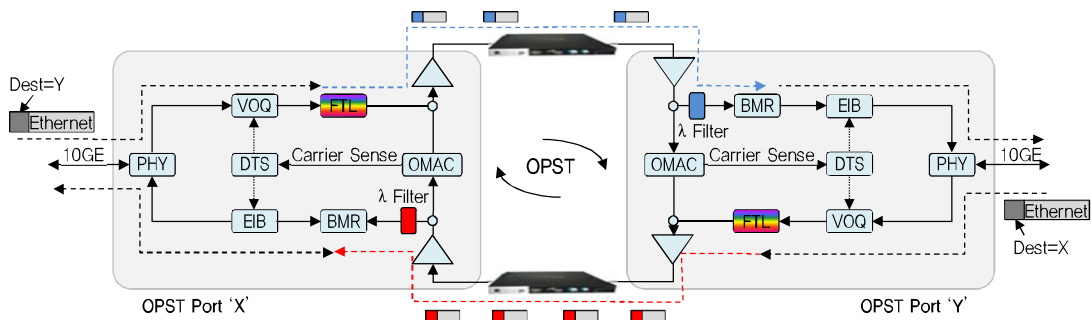 Dest=Y
Ethernet
10GE
PHY
VOQ
FTL
DTS
Carrier Sense
OMAC
λ Filter
EIB
BMR
OPST Port 'X'
OPST
BMR
EIB
λ Filter
OMAC
Carrier Sense
DTS
PHY
10GE
FTL
VOQ
Ethernet
Dest=X
OPST Port 'Y'